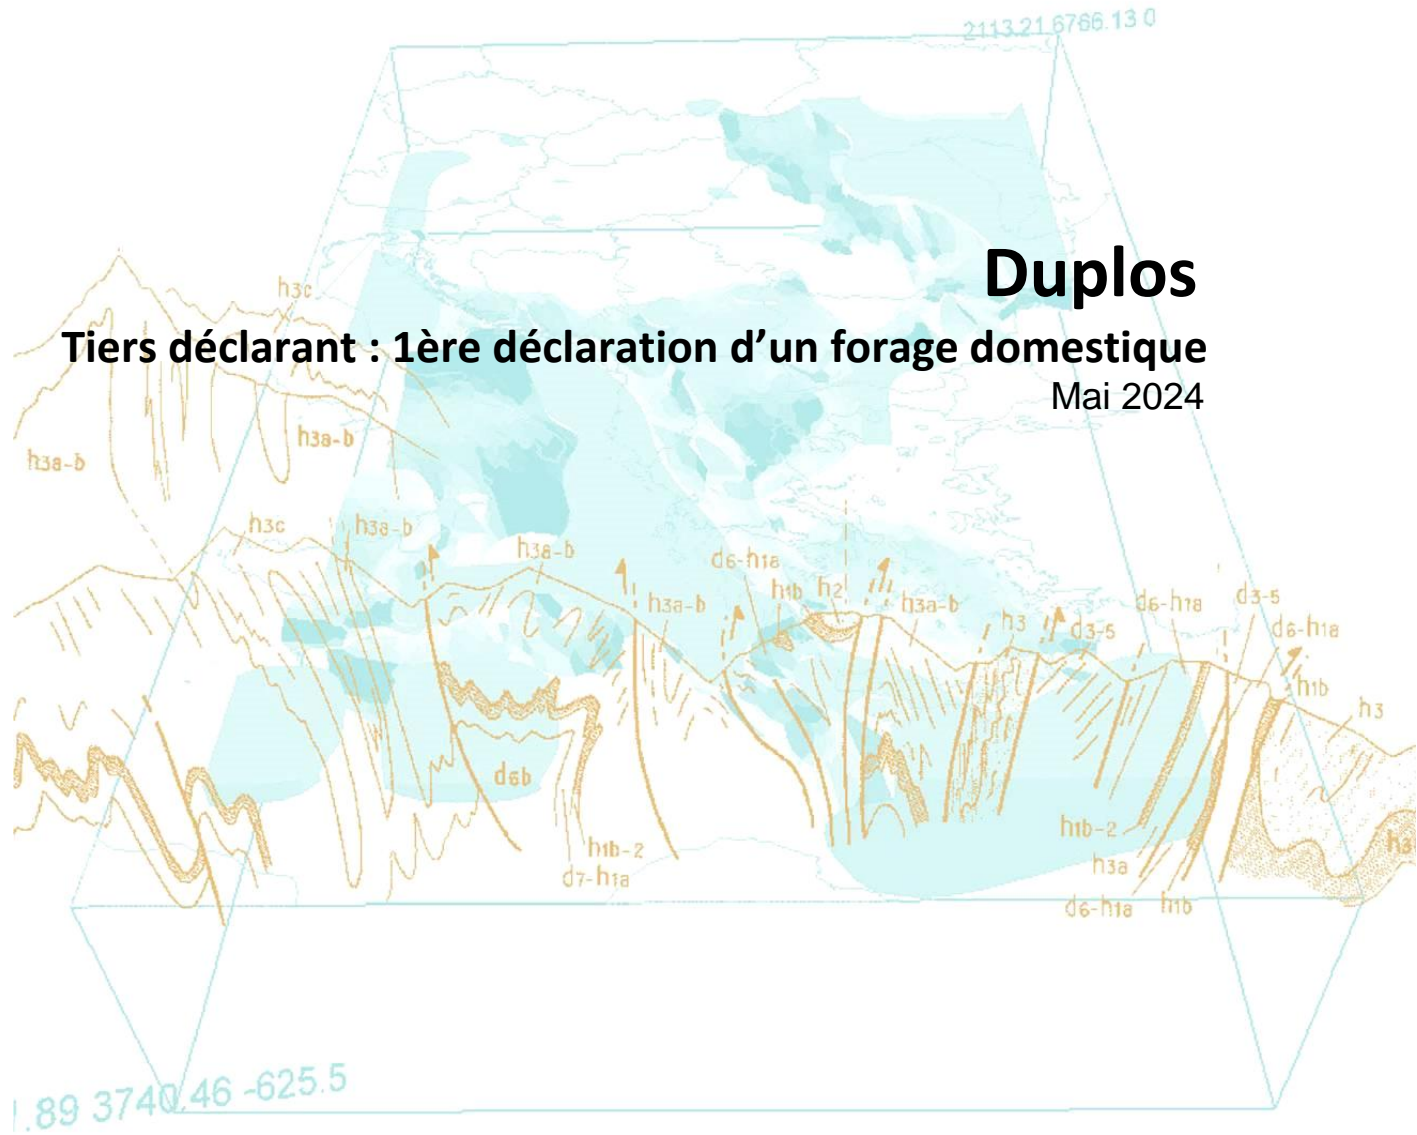 2113.21 6766.13 0
Duplos
Tiers déclarant : 1ère déclaration d’un forage domestique
Mai 2024
h3c
h3a-b
h3a-b
h3c
h3a-b
h3a-b
d6-h1a
h1b
h2
h3a-b
h3a-b
h3
d3-5
d6-h1a
d3-5
d6-h1a
h1b
h3
d6b
h1b-2
d7-h1a
h1b-2
h3a
d6-h1a
h1b
.89 3740.46 -625.5